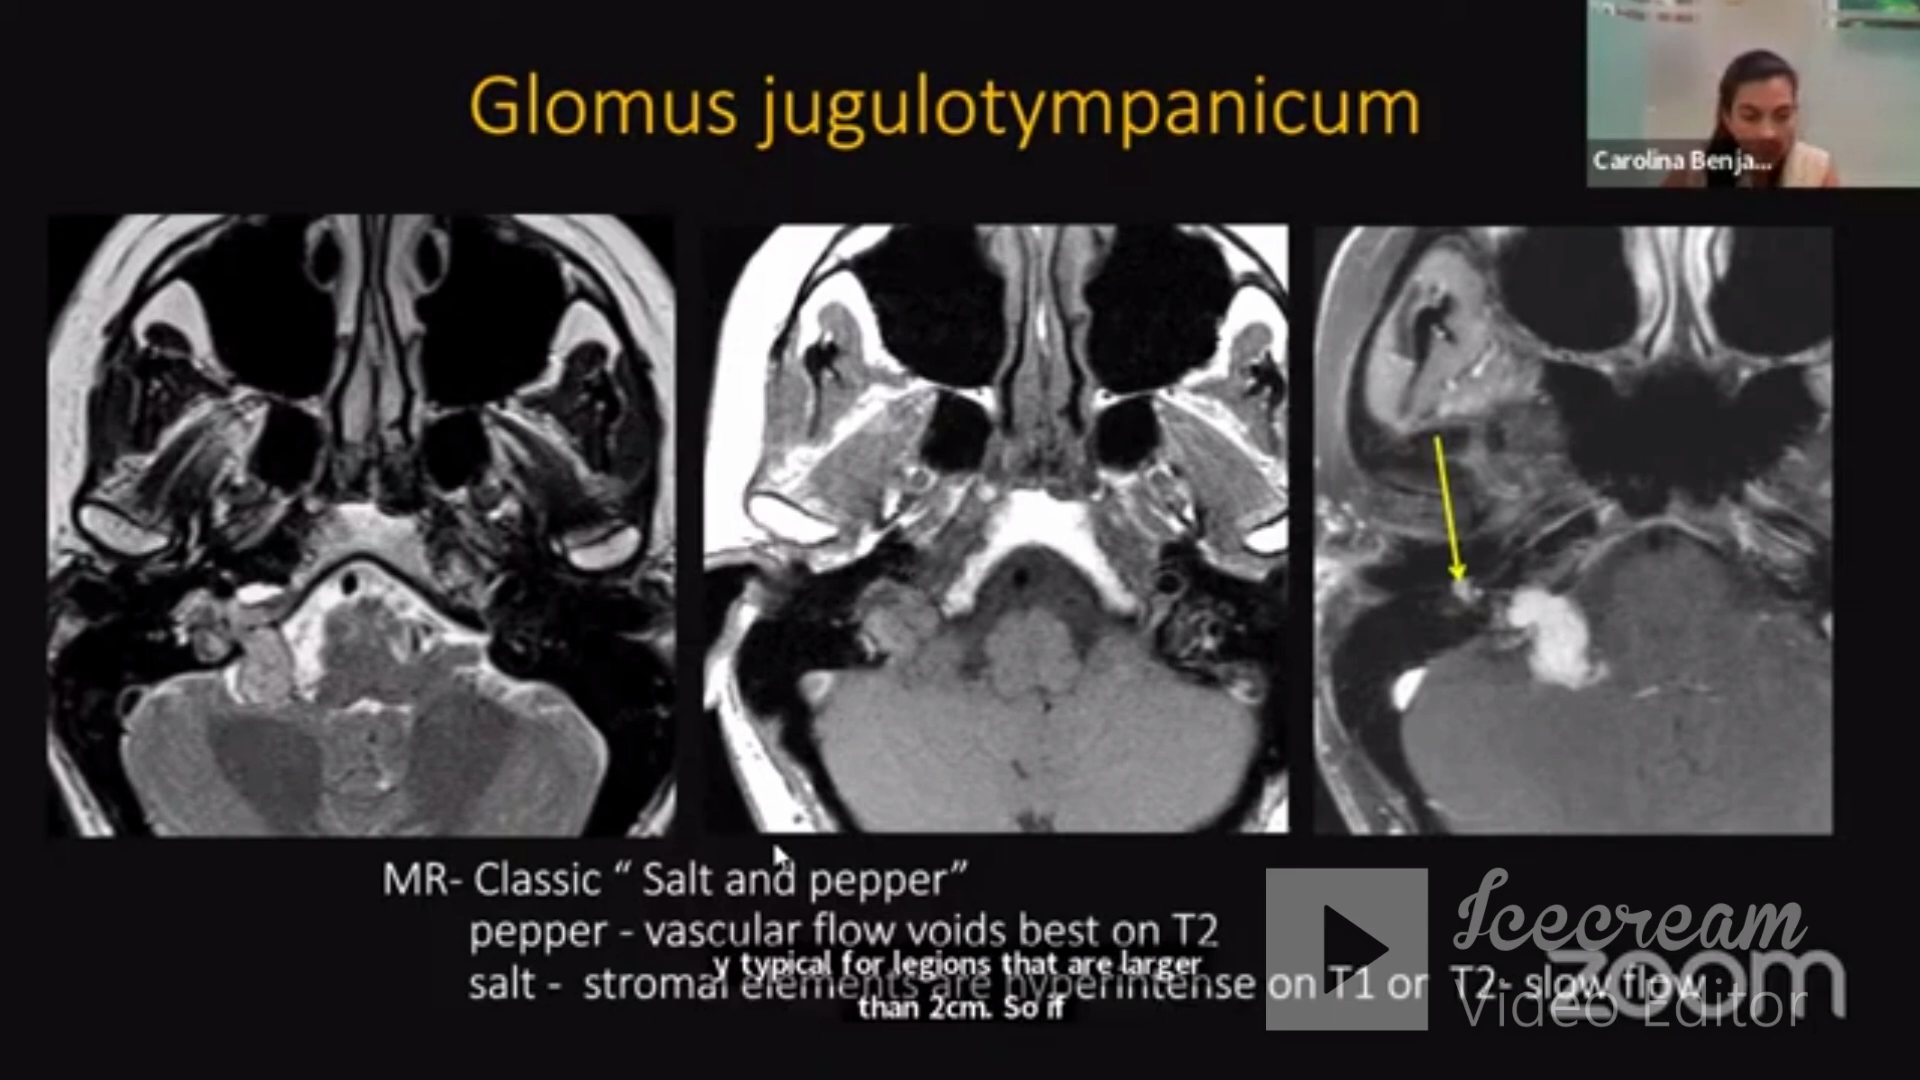 Glomus jugulotympanicum
Carolina Benja...
MR- Classic “ Salt and pepper”
pepper - vascular flow voids best on T2
salt - stromal elements are hyperintense on T1 or T2- slow flow
y typical for legions that are larger
than 2cm. So if
Icecream
Video Editor
zoom